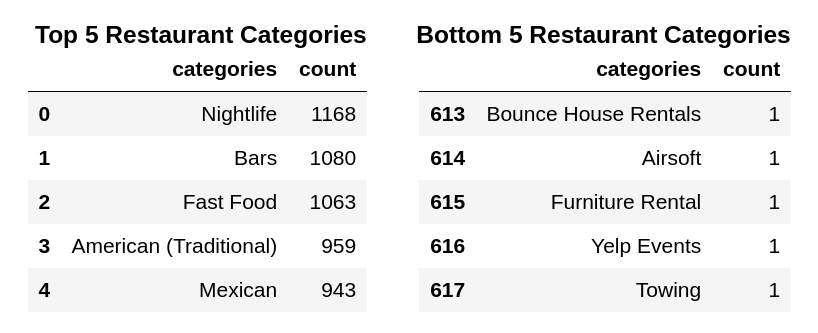 Top 5 Restaurant Categories
categories count
0 Nightlife 1168
1 Bars 1080
2 Fast Food 1063
3 American (Traditional) 959
4 Mexican 943
Bottom 5 Restaurant Categories
categories count
613 Bounce House Rentals 1
614 Airsoft 1
615 Furniture Rental 1
616 Yelp Events 1
617 Towing 1